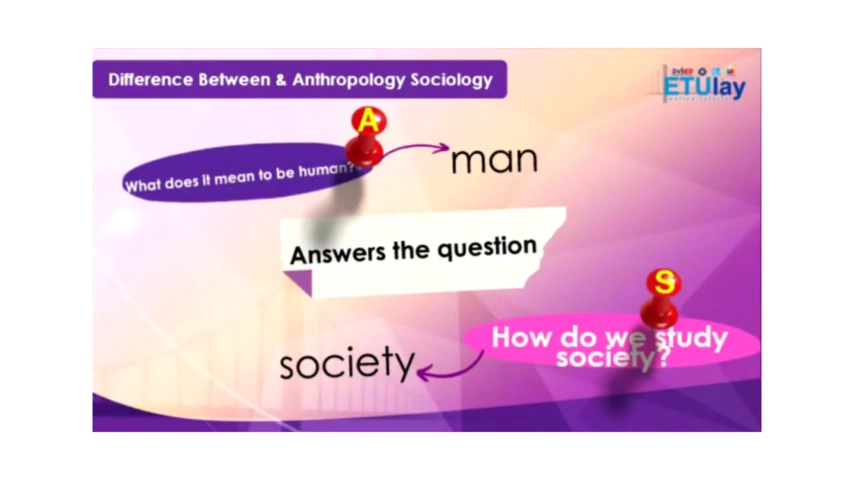 Difference Between & Anthropology Sociology
ETUlay
A
man
What does it mean to be human?
Answers the question
S
How do we study
society?
society